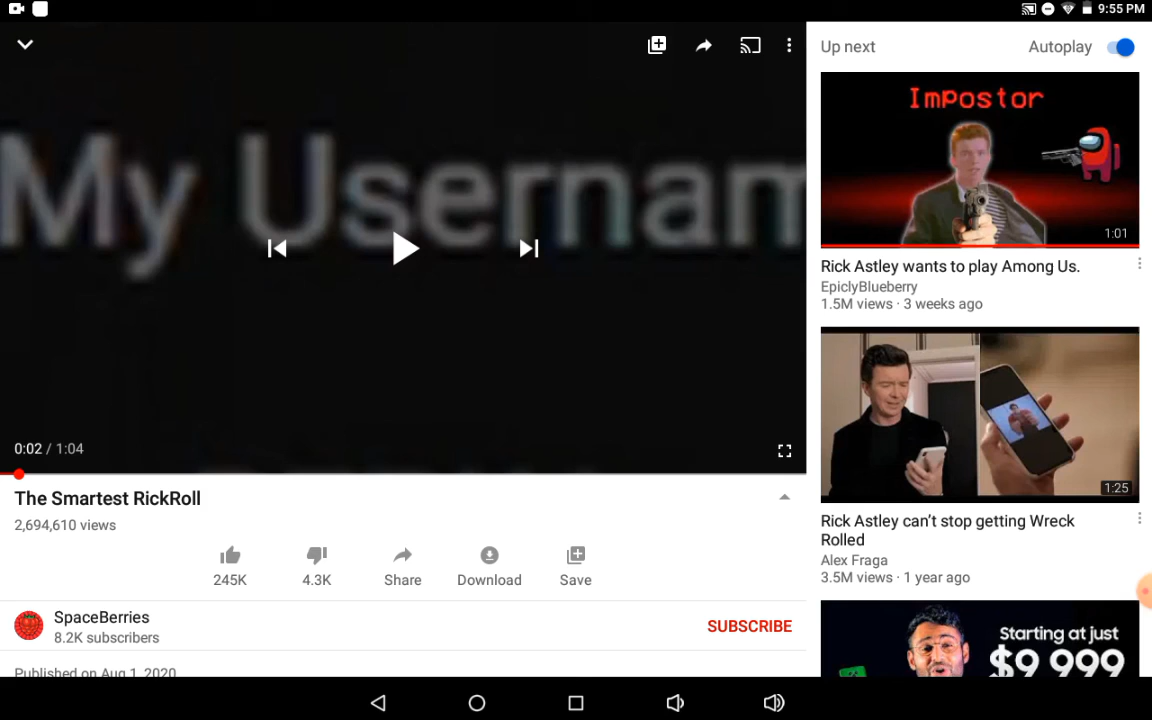 9:55 PM
My Usernam
0:02 / 1:04
The Smartest RickRoll
2,694,610 views
245K
4.3K
Share
Download
Save
SpaceBerries
8.2K subscribers
SUBSCRIBE
Published on Aug 1, 2020
Up next
Autoplay
Impostor
1:01
Rick Astley wants to play Among Us.
EpiclyBlueberry
1.5M views · 3 weeks ago
1:25
Rick Astley can't stop getting Wreck
Rolled
Alex Fraga
3.5M views · 1 year ago
Starting at just
$9 999